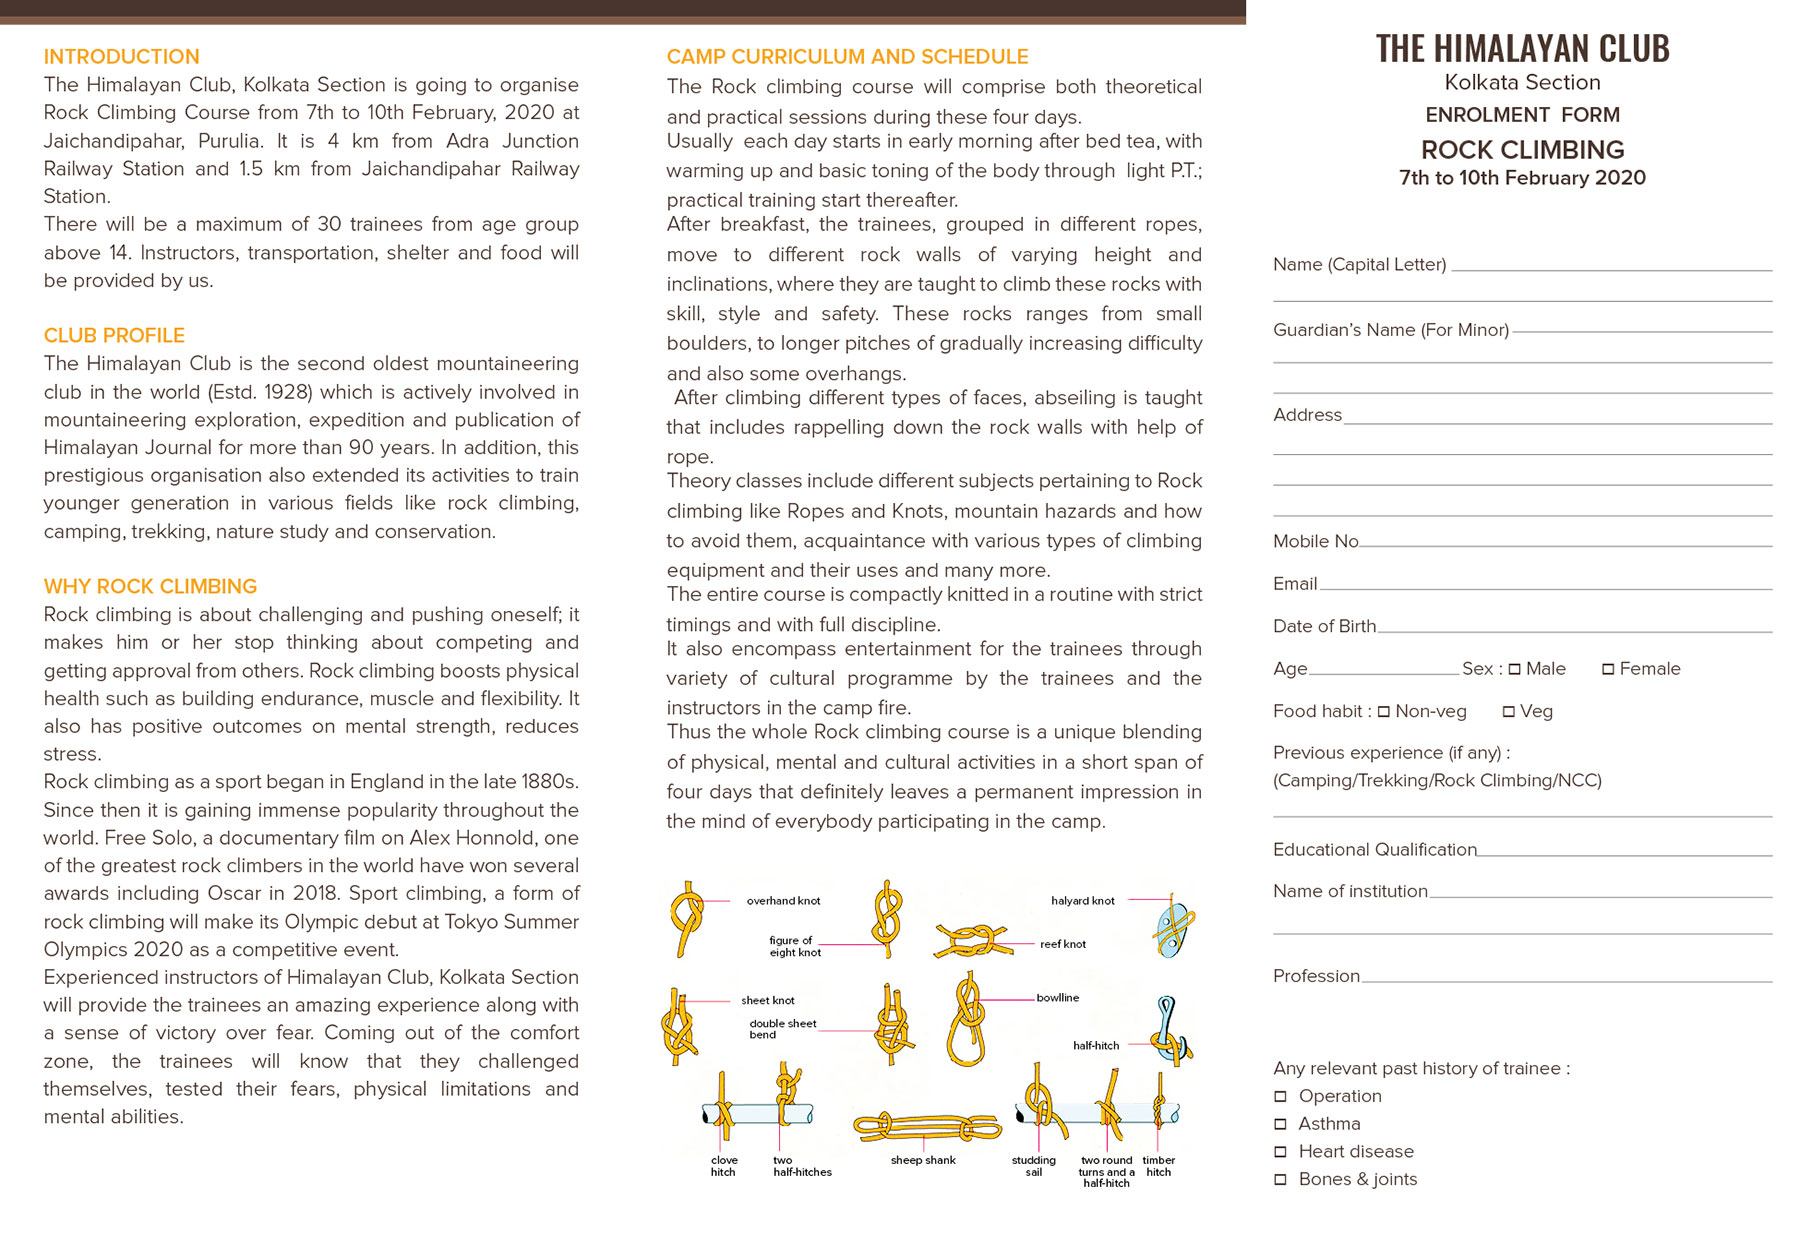 INTRODUCTION
The Himalayan Club, Kolkata Section is going to organise
Rock Climbing Course from 7th to 10th February, 2020 at
Jaichandipahar, Purulia. It is 4 km from Adra Junction
Railway Station and 1.5 km from Jaichandipahar Railway
Station.
There will be a maximum of 30 trainees from age group
above 14. Instructors, transportation, shelter and food will
be provided by us.
CLUB PROFILE
The Himalayan Club is the second oldest mountaineering
club in the world (Estd. 1928) which is actively involved in
mountaineering exploration, expedition and publication of
Himalayan Journal for more than 90 years. In addition, this
prestigious organisation also extended its activities to train
younger generation in various fields like rock climbing,
camping, trekking, nature study and conservation.
WHY ROCK CLIMBING
Rock climbing is about challenging and pushing oneself; it
makes him or her stop thinking about competing and
getting approval from others. Rock climbing boosts physical
health such as building endurance, muscle and flexibility. It
also has positive outcomes on mental strength, reduces
stress.
Rock climbing as a sport began in England in the late 1880s.
Since then it is gaining immense popularity throughout the
world. Free Solo, a documentary film on Alex Honnold, one
of the greatest rock climbers in the world have won several
awards including Oscar in 2018. Sport climbing, a form of
rock climbing will make its Olympic debut at Tokyo Summer
Olympics 2020 as a competitive event.
Experienced instructors of Himalayan Club, Kolkata Section
will provide the trainees an amazing experience along with
a sense of victory over fear. Coming out of the comfort
zone, the trainees will know that they challenged
themselves, tested their fears, physical limitations and
mental abilities.
CAMP CURRICULUM AND SCHEDULE
The Rock climbing course will comprise both theoretical
and practical sessions during these four days.
Usually each day starts in early morning after bed tea, with
warming up and basic toning of the body through light P.T.;
practical training start thereafter.
After breakfast, the trainees, grouped in different ropes,
move to different rock walls of varying height and
inclinations, where they are taught to climb these rocks with
skill, style and safety. These rocks ranges from small
boulders, to longer pitches of gradually increasing difficulty
and also some overhangs.
After climbing different types of faces, abseiling is taught
that includes rappelling down the rock walls with help of
rope.
Theory classes include different subjects pertaining to Rock
climbing like Ropes and Knots, mountain hazards and how
to avoid them, acquaintance with various types of climbing
equipment and their uses and many more.
The entire course is compactly knitted in a routine with strict
timings and with full discipline.
It also encompass entertainment for the trainees through
variety of cultural programme by the trainees and the
instructors in the camp fire.
Thus the whole Rock climbing course is a unique blending
of physical, mental and cultural activities in a short span of
four days that definitely leaves a permanent impression in
the mind of everybody participating in the camp.
overhand knot
figure of
eight knot
halyard knot
reef knot
sheet knot
double sheet
bend
bowlline
half-hitch
clove
hitch
two
half-hitches
sheep shank
studding
sail
two round
turns and a
half-hitch
timber
hitch
THE HIMALAYAN CLUB
Kolkata Section
ENROLMENT FORM
ROCK CLIMBING
7th to 10th February 2020
Name (Capital Letter)
Guardian's Name (For Minor)
Address
Mobile No
Email
Date of Birth
Age Sex : Male Female
Food habit : Non-veg Veg
Previous experience (if any) :
(Camping/Trekking/Rock Climbing/NCC)
Educational Qualification
Name of institution
Profession
Any relevant past history of trainee :
Operation
Asthma
Heart disease
Bones & joints